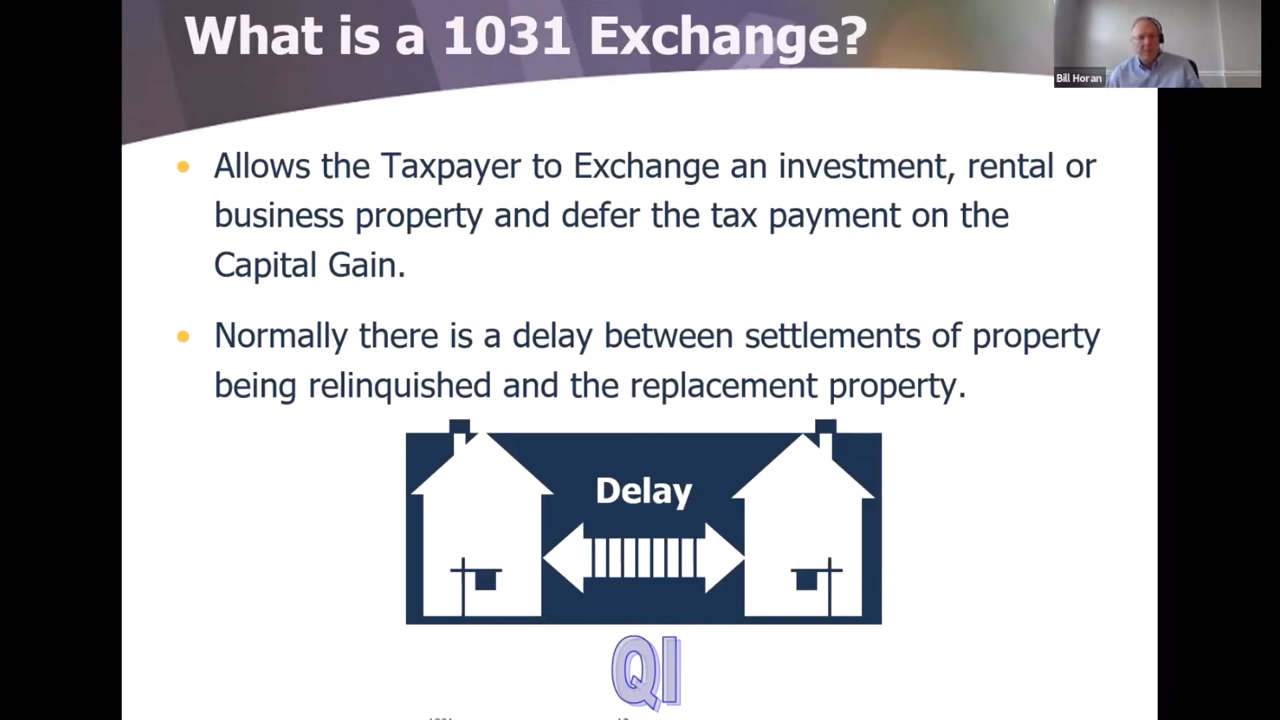 What is a 1031 Exchange?
Bill Horan
Allows the Taxpayer to Exchange an investment, rental or
business property and defer the tax payment on the
Capital Gain.
Normally there is a delay between settlements of property
being relinquished and the replacement property.
Delay
QI